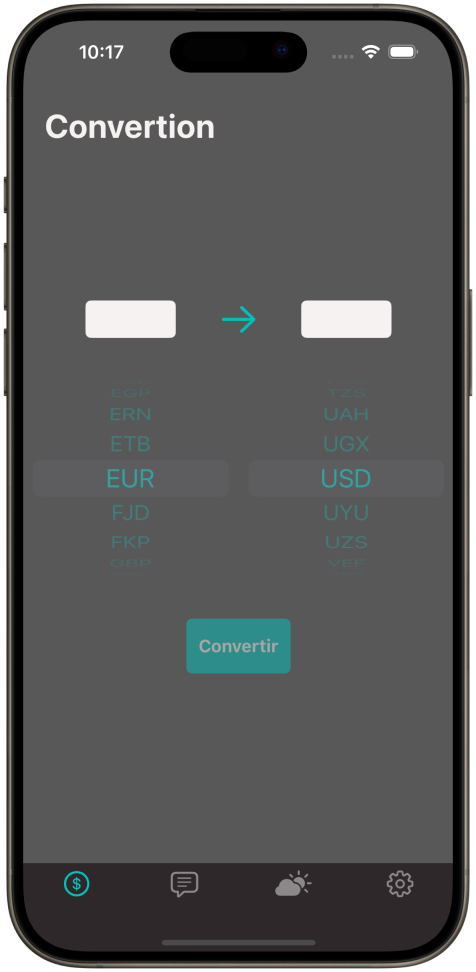 10:17
Convertion
EGP TZS
ERN UAH
ETB UGX
EUR USD
FJD UYU
FKP UZS
GBP VEF
$
Convertir